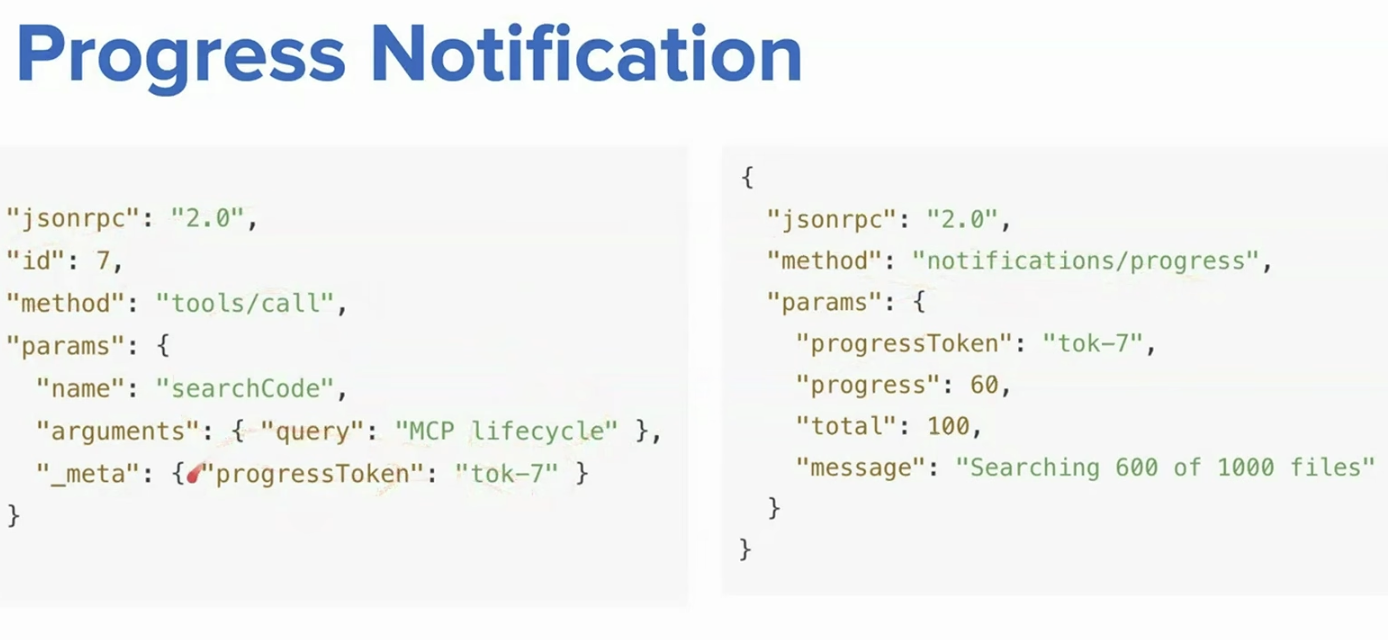 Progress Notification
"jsonrpc": "2.0",
"id": 7,
"method": "tools/call",
"params": {
"name": "searchCode",
"arguments": { "query": "MCP lifecycle" },
"_meta": { "progressToken": "tok-7" }
}
{
"jsonrpc": "2.0",
"method": "notifications/progress",
"params": {
"progressToken": "tok-7",
"progress": 60,
"total": 100,
"message": "Searching 600 of 1000 files"
}
}